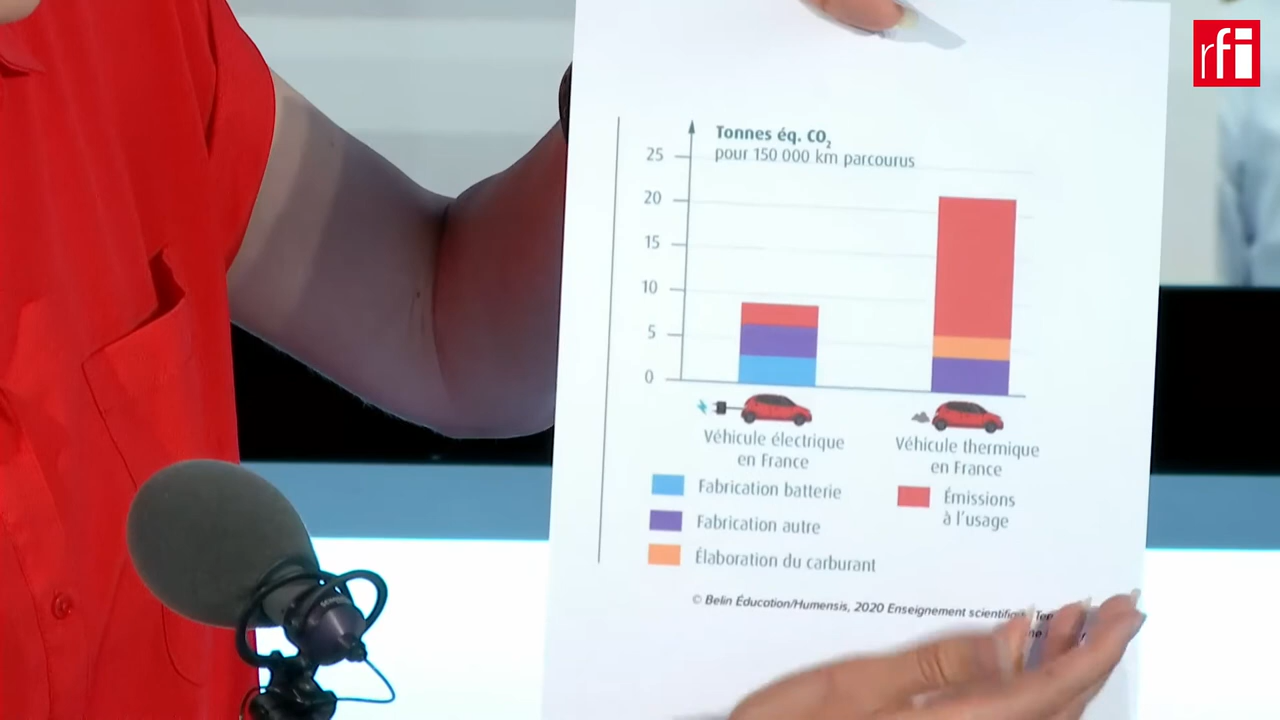 rfi
Tonnes éq. CO₂
pour 150 000 km parcourus
25
20
15
10
5
0
Véhicule électrique
en France
Véhicule thermique
en France
Fabrication batterie
Fabrication autre
Élaboration du carburant
Émissions
à l'usage
© Belin Éducation/Humensis, 2020 Enseignement